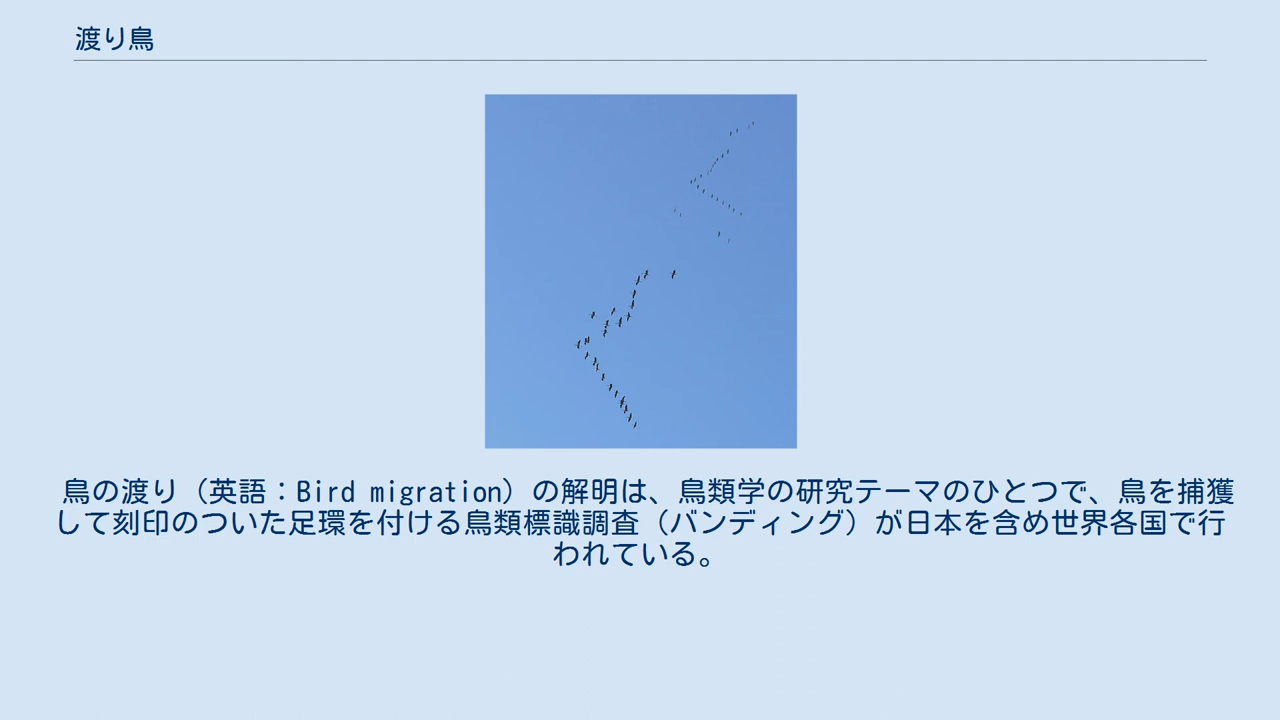 渡り鳥
鳥の渡り（英語：Bird migration）の解明は、鳥類学の研究テーマのひとつで、鳥を捕獲
して刻印のついた足環を付ける鳥類標識調査（バンディング）が日本を含め世界各国で行
われている。